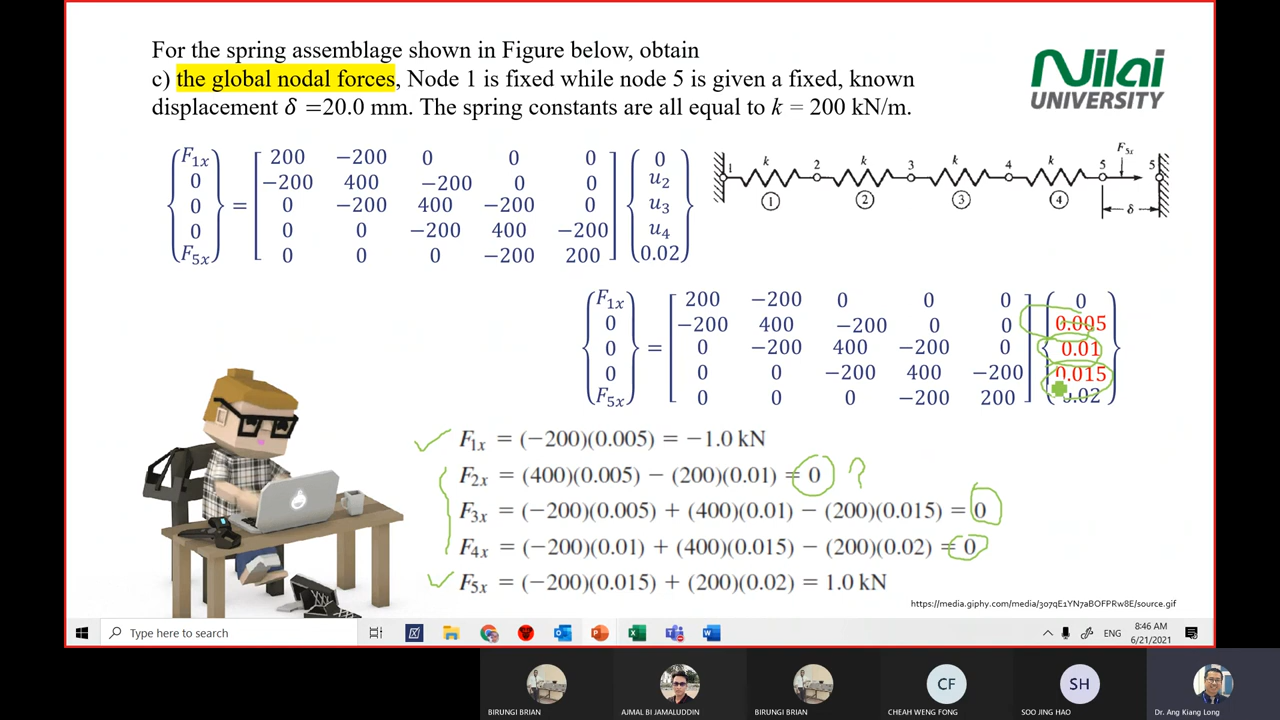 For the spring assemblage shown in Figure below, obtain
c) the global nodal forces, Node 1 is fixed while node 5 is given a fixed, known
displacement δ =20.0 mm. The spring constants are all equal to k = 200 kN/m.
Nilai
UNIVERSITY
F1x 200 −200 0 0 0 0
0 −200 400 −200 0 0 u2
0 = 0 −200 400 −200 0 u3
0 0 0 −200 400 −200 u4
F5x 0 0 0 −200 200 0.02
1 k 2 k 3 k 4 k 5 F5x 5
1 2 3 4 δ
F1x 200 −200 0 0 0 0
0 −200 400 −200 0 0 0.005
0 = 0 −200 400 −200 0 0.01
0 0 0 −200 400 −200 0.015
F5x 0 0 0 −200 200 0.02
F1x = (−200)(0.005) = −1.0 kN
F2x = (400)(0.005) − (200)(0.01) = 0 ?
F3x = (−200)(0.005) + (400)(0.01) − (200)(0.015) = 0
F4x = (−200)(0.01) + (400)(0.015) − (200)(0.02) = 0
F5x = (−200)(0.015) + (200)(0.02) = 1.0 kN
https://media.giphy.com/media/307qE1YN7aBOFPRw8E/source.gif
Type here to search
ENG
8:46 AM
6/21/2021
BIRUNGI BRIAN
AJMAL BI JAMALUDDIN
BIRUNGI BRIAN
CF
CHEAH WENG FONG
SH
SOO JING HAO
Dr. Ang Kiang Long